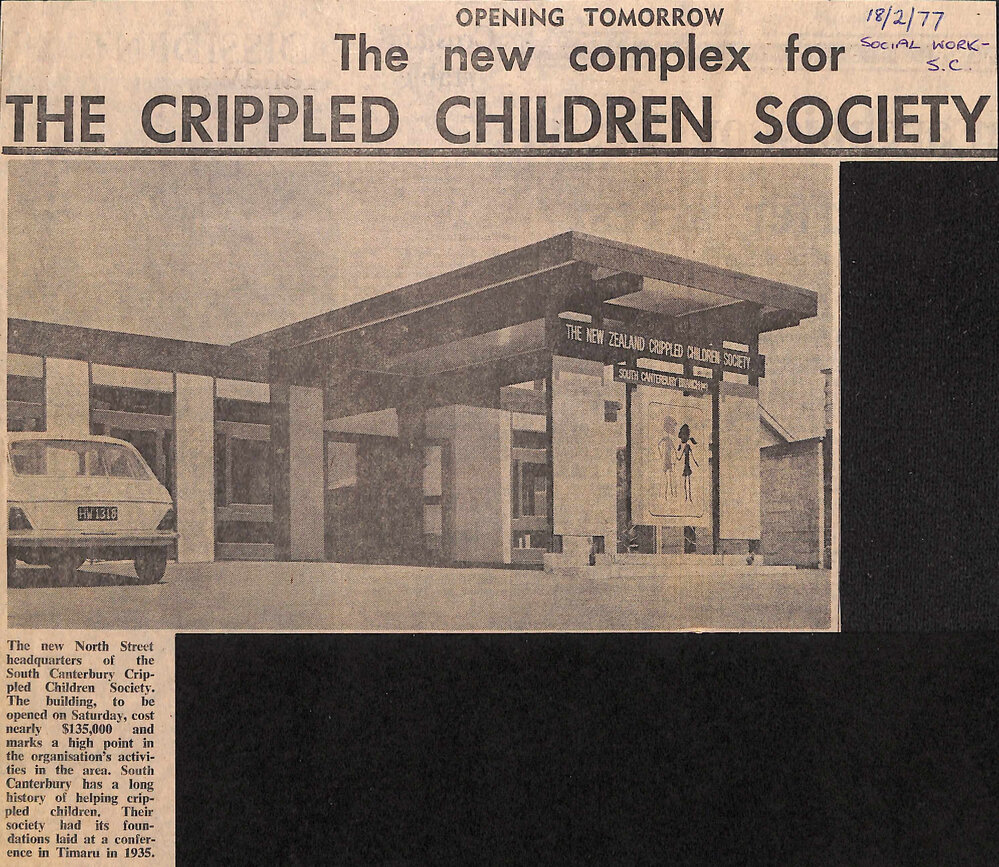 OPENING TOMORROW
The new complex for
THE CRIPPLED CHILDREN SOCIETY
18/2/77
SOCIAL WORK-
S.C.
THE NEW ZEALAND CRIPPLED CHILDREN SOCIETY
SOUTH CANTERBURY BRANCH
HW1318
The new North Street
headquarters of the
South Canterbury Crip-
pled Children Society.
The building, to be
opened on Saturday, cost
nearly $135,000 and
marks a high point in
the organisation's activi-
ties in the area. South
Canterbury has a long
history of helping crip-
pled children. Their
society had its foun-
dations laid at a confer-
ence in Timaru in 1935.